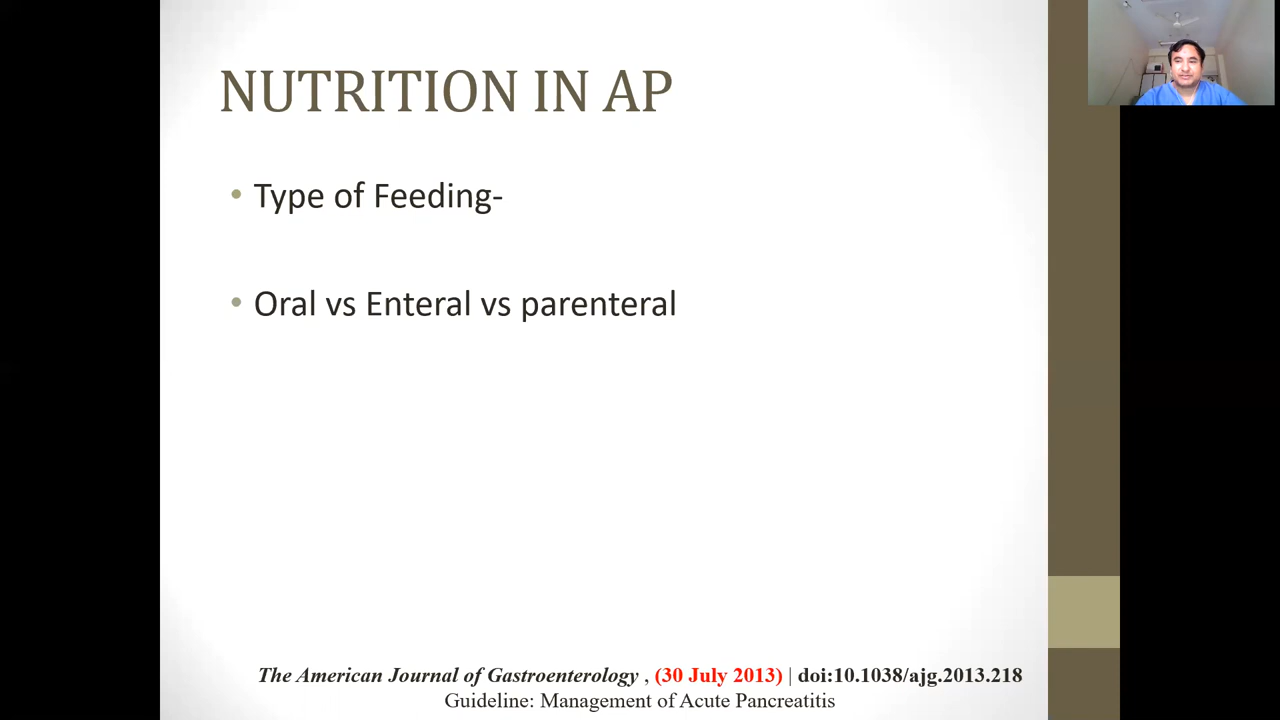 NUTRITION IN AP
• Type of Feeding-
• Oral vs Enteral vs parenteral
The American Journal of Gastroenterology , (30 July 2013) | doi:10.1038/ajg.2013.218
Guideline: Management of Acute Pancreatitis